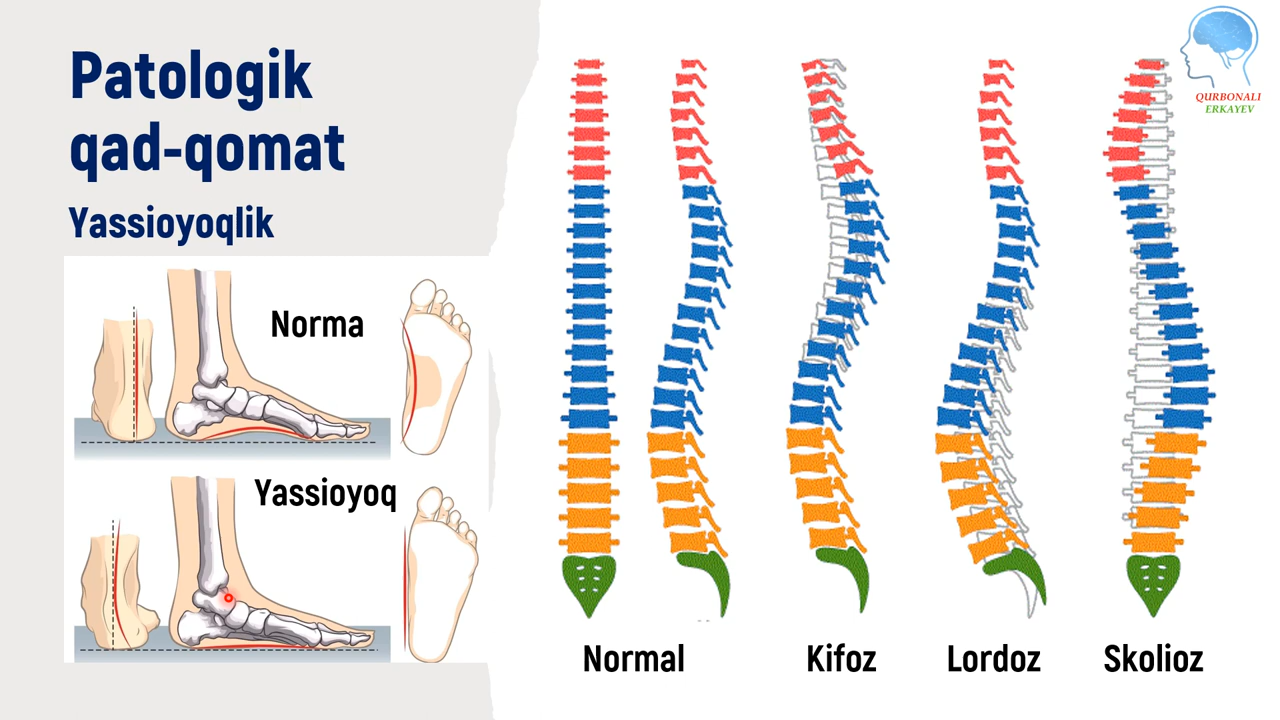 Patologik
qad-qomat
Yassioyoqlik
Norma
Yassioyoq
QURBONALI
ERKAYEV
Normal
Kifoz
Lordoz
Skolioz